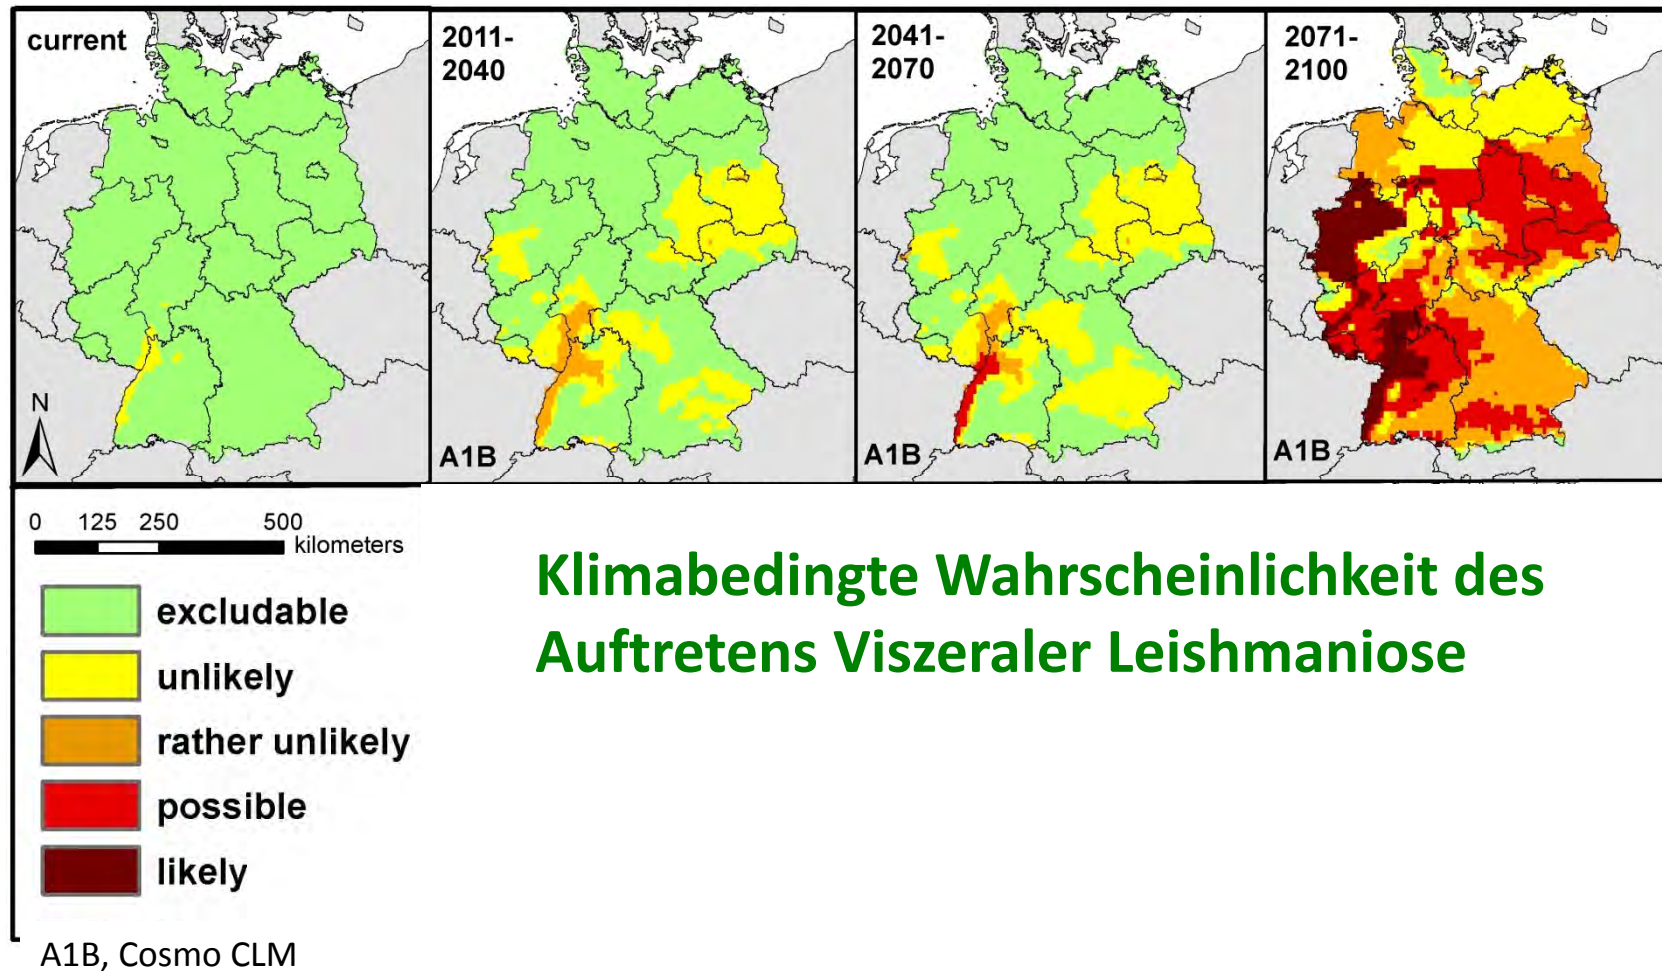 current
2011-
2040
2041-
2070
2071-
2100
N
A1B
A1B
A1B
0 125 250 500
kilometers
excludable
unlikely
rather unlikely
possible
likely
Klimabedingte Wahrscheinlichkeit des
Auftretens Viszeraler Leishmaniose
A1B, Cosmo CLM